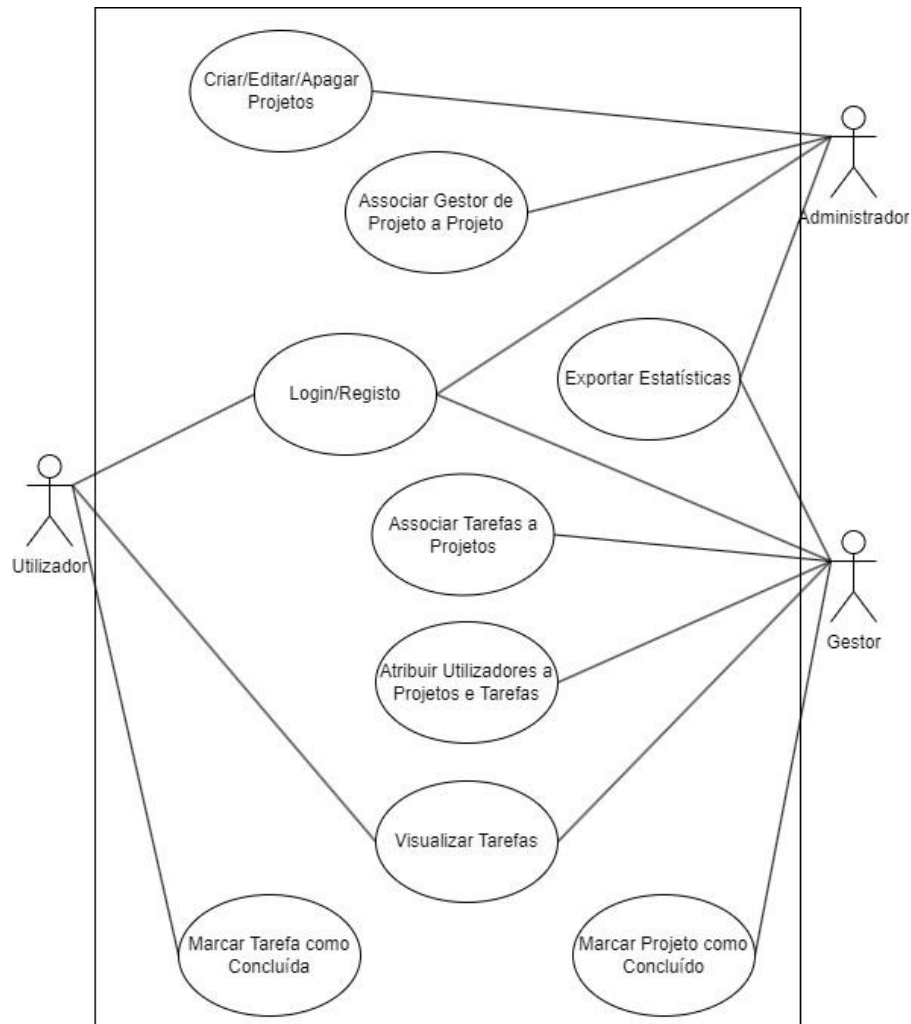 Criar/Editar/Apagar
Projetos
Associar Gestor de
Projeto a Projeto
Administrador
Login/Registo
Exportar Estatísticas
Utilizador
Associar Tarefas a
Projetos
Gestor
Atribuir Utilizadores a
Projetos e Tarefas
Visualizar Tarefas
Marcar Tarefa como
Concluída
Marcar Projeto como
Concluído